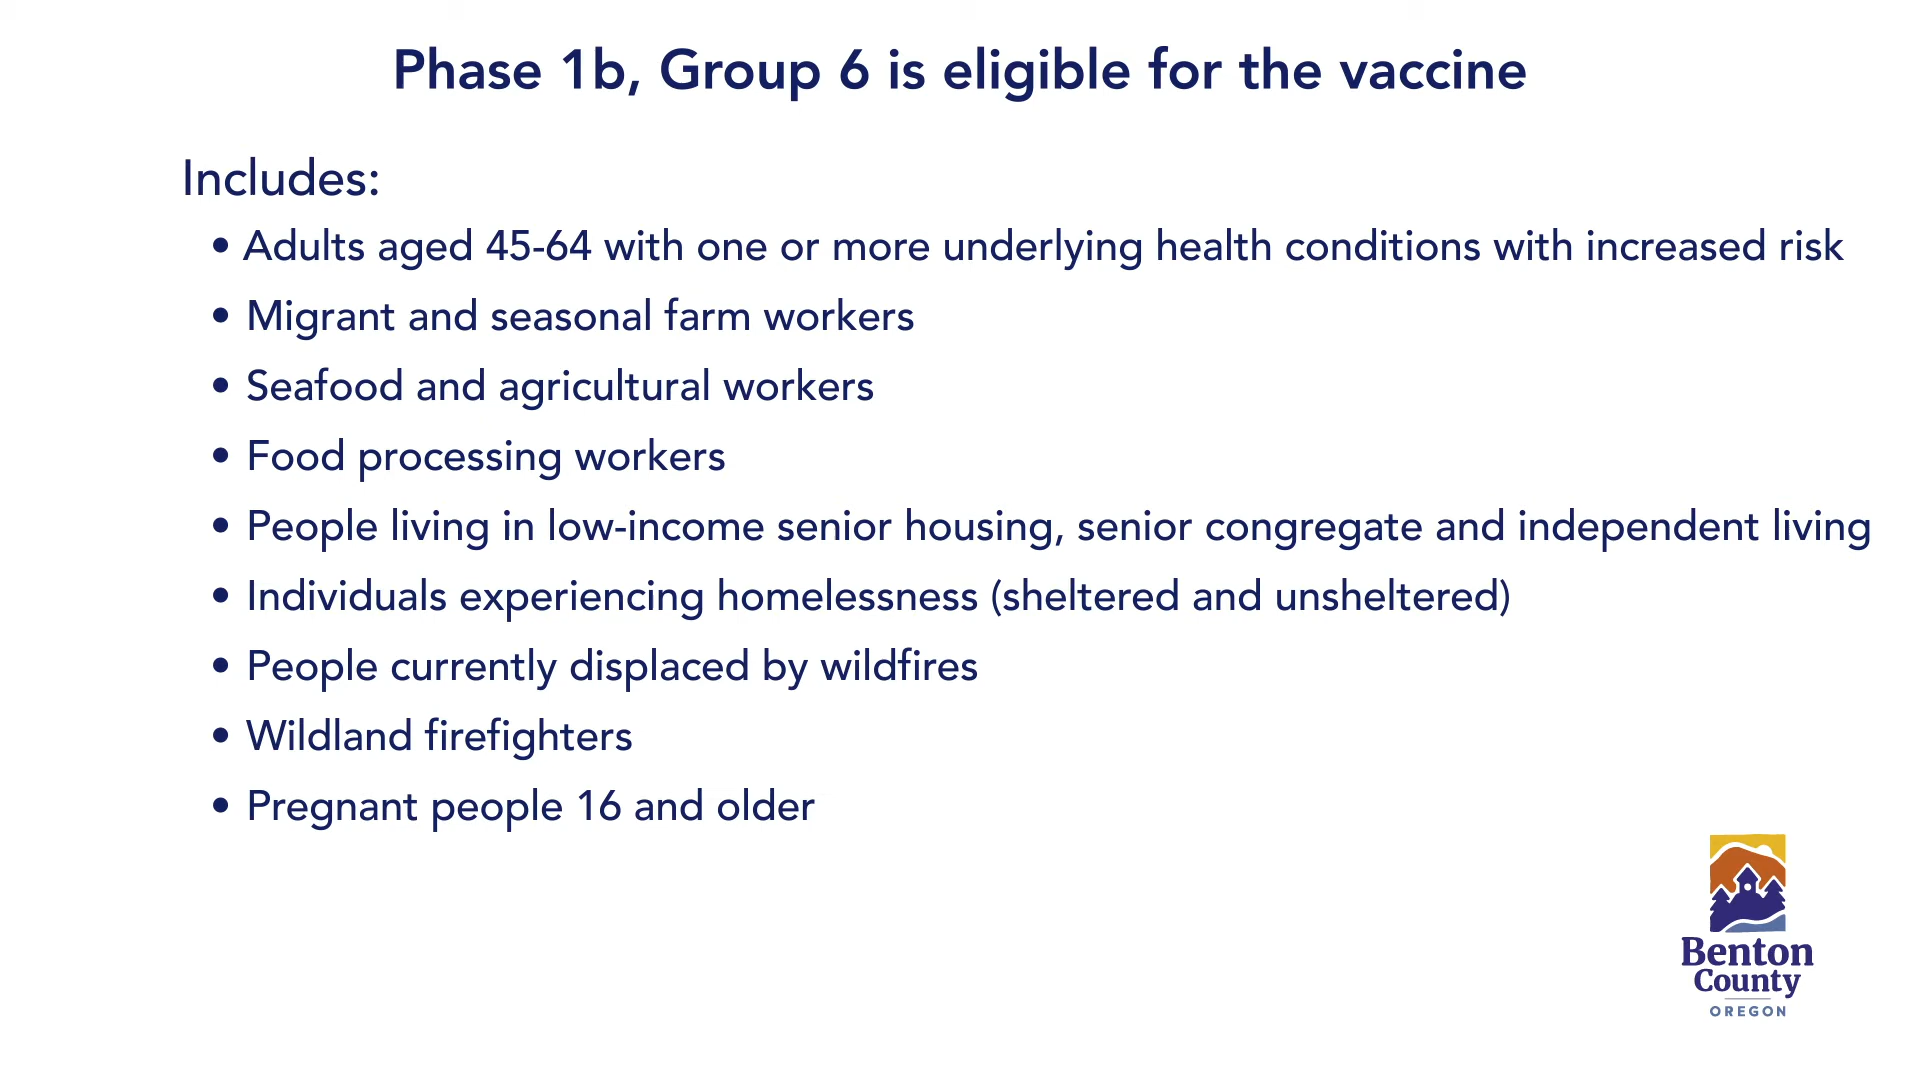 Phase 1b, Group 6 is eligible for the vaccine
Includes:
• Adults aged 45-64 with one or more underlying health conditions with increased risk
• Migrant and seasonal farm workers
• Seafood and agricultural workers
• Food processing workers
• People living in low-income senior housing, senior congregate and independent living
• Individuals experiencing homelessness (sheltered and unsheltered)
• People currently displaced by wildfires
• Wildland firefighters
• Pregnant people 16 and older
Benton
County
OREGON